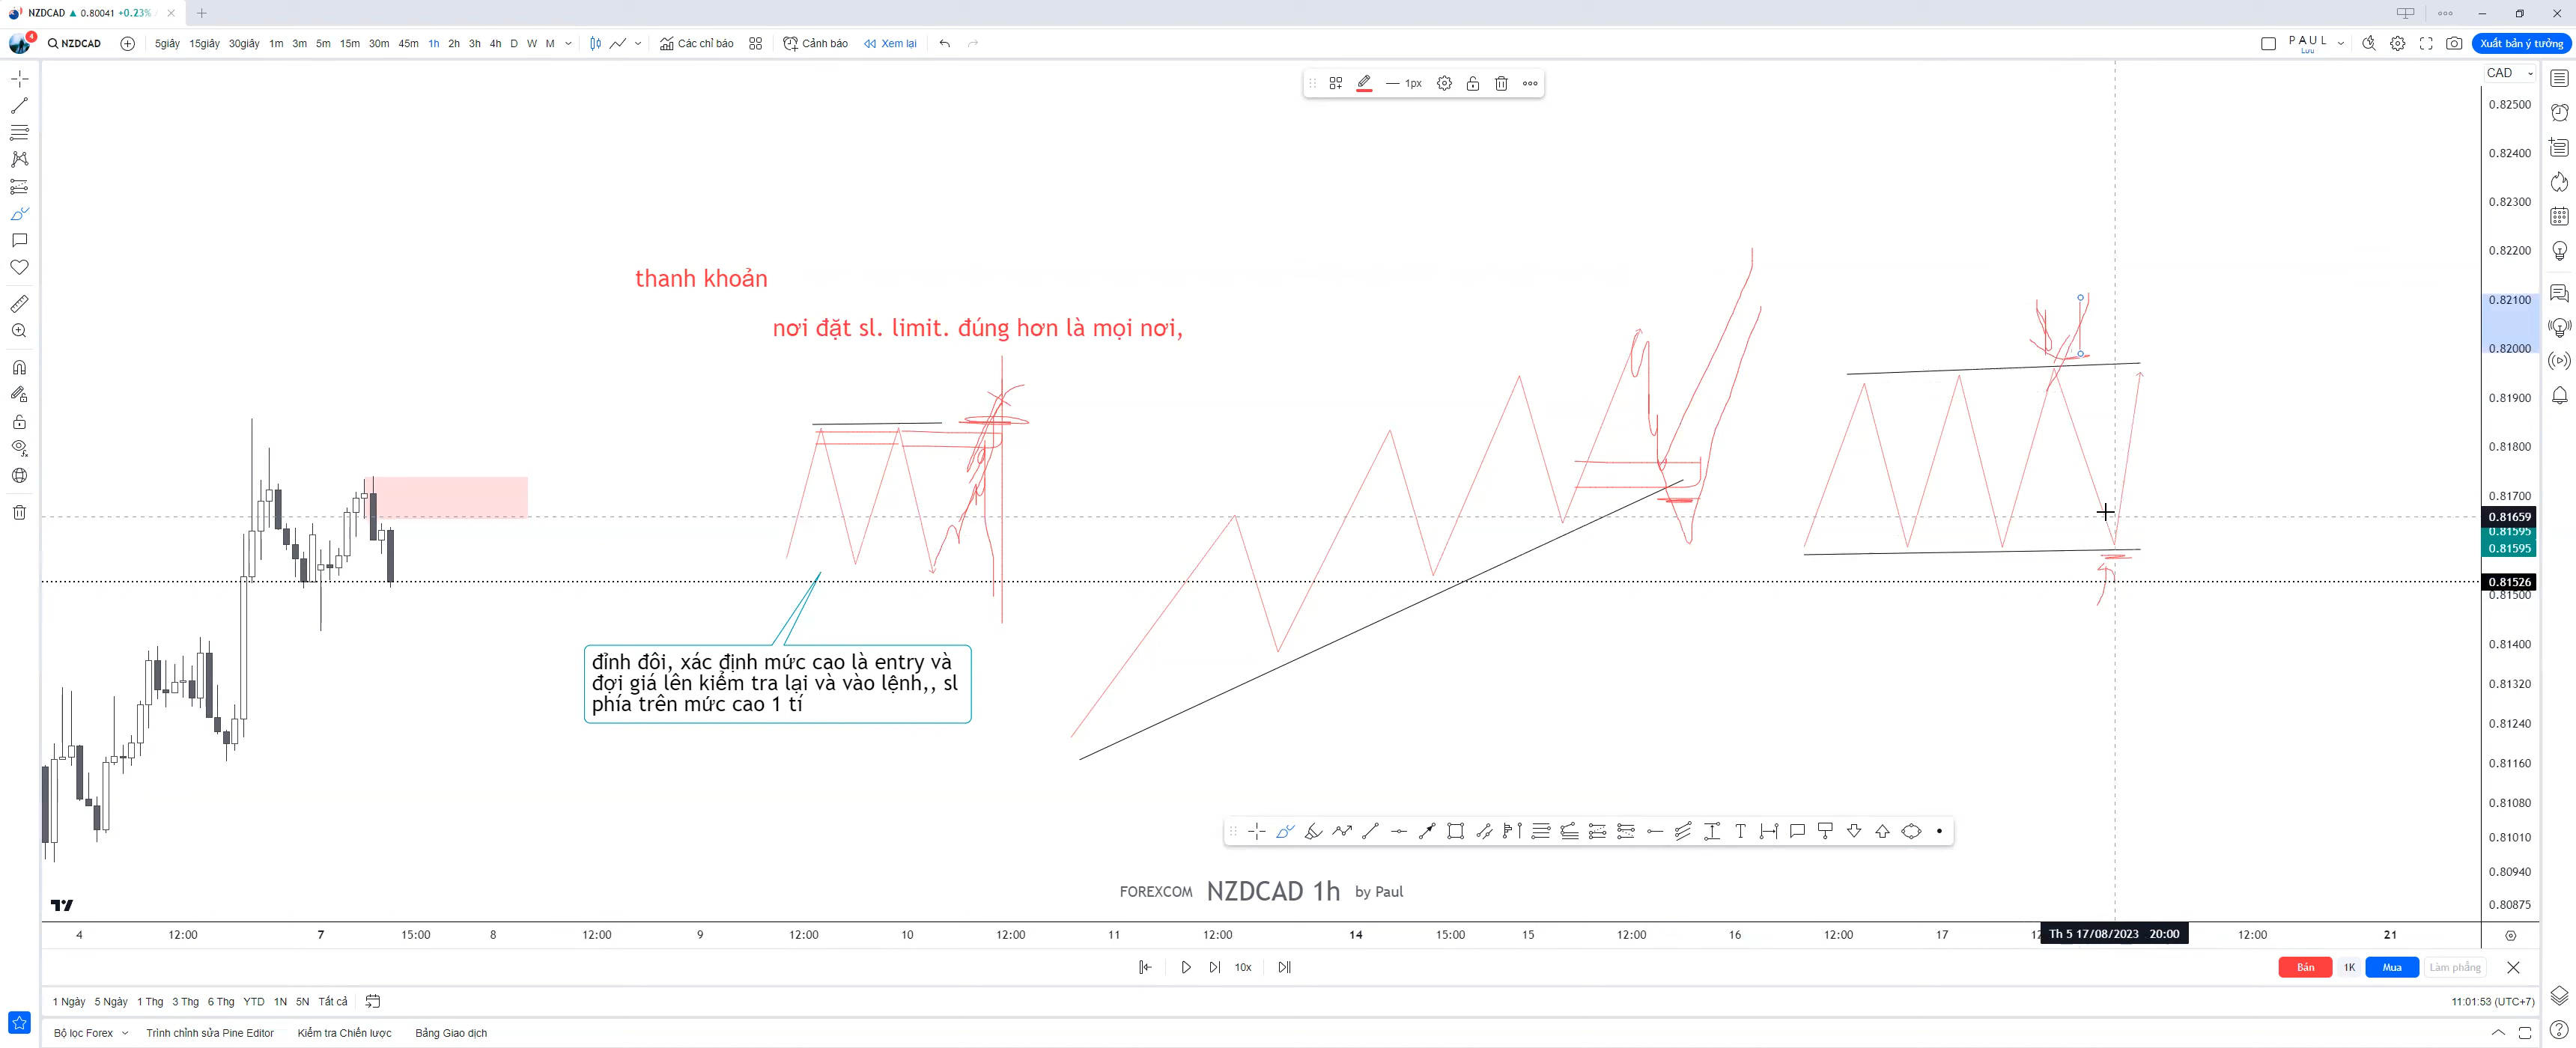 NZDCAD ▲ 0.80041 +0.23%
4
NZDCAD 5giây 15giây 30giây 1m 3m 5m 15m 30m 45m 1h 2h 3h 4h D W M Các chỉ báo Cảnh báo Xem lại PAUL Xuất bản ý tưởng
Lưu
1px
CAD
0.82500
0.82400
0.82300
0.82200
0.82100
0.82000
0.81900
0.81800
0.81700
0.81659
0.81595
0.81595
0.81526
0.81500
0.81400
0.81320
0.81240
0.81160
0.81080
0.81010
0.80940
0.80875
thanh khoản
nơi đặt sl. limit. đúng hơn là mọi nơi,
đỉnh đôi, xác định mức cao là entry và
đợi giá lên kiểm tra lại và vào lệnh,, sl
phía trên mức cao 1 tí
FOREXCOM NZDCAD 1h by Paul
4 12:00 7 15:00 8 12:00 9 12:00 10 12:00 11 12:00 14 15:00 15 12:00 16 12:00 17 Th 5 17/08/2023 20:00 12:00 21
10x Bán 1K Mua Làm phẳng
1 Ngày 5 Ngày 1 Thg 3 Thg 6 Thg YTD 1N 5N Tất cả 11:01:53 (UTC+7)
Bộ lọc Forex Trình chỉnh sửa Pine Editor Kiểm tra Chiến lược Bảng Giao dịch